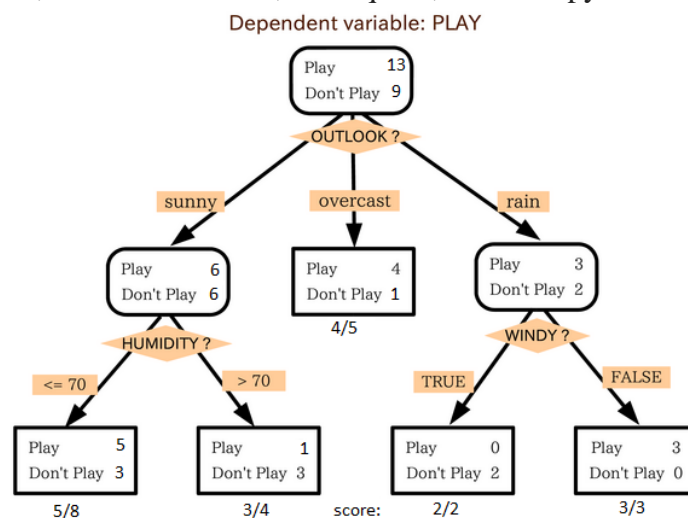 Dependent variable: PLAY
Play 13
Don't Play 9
OUTLOOK ?
sunny
overcast
rain
Play 6
Don't Play 6
Play 4
Don't Play 1
Play 3
Don't Play 2
4/5
HUMIDITY ?
WINDY ?
<= 70
> 70
TRUE
FALSE
Play 5
Don't Play 3
Play 1
Don't Play 3
Play 0
Don't Play 2
Play 3
Don't Play 0
5/8
3/4
score:
2/2
3/3